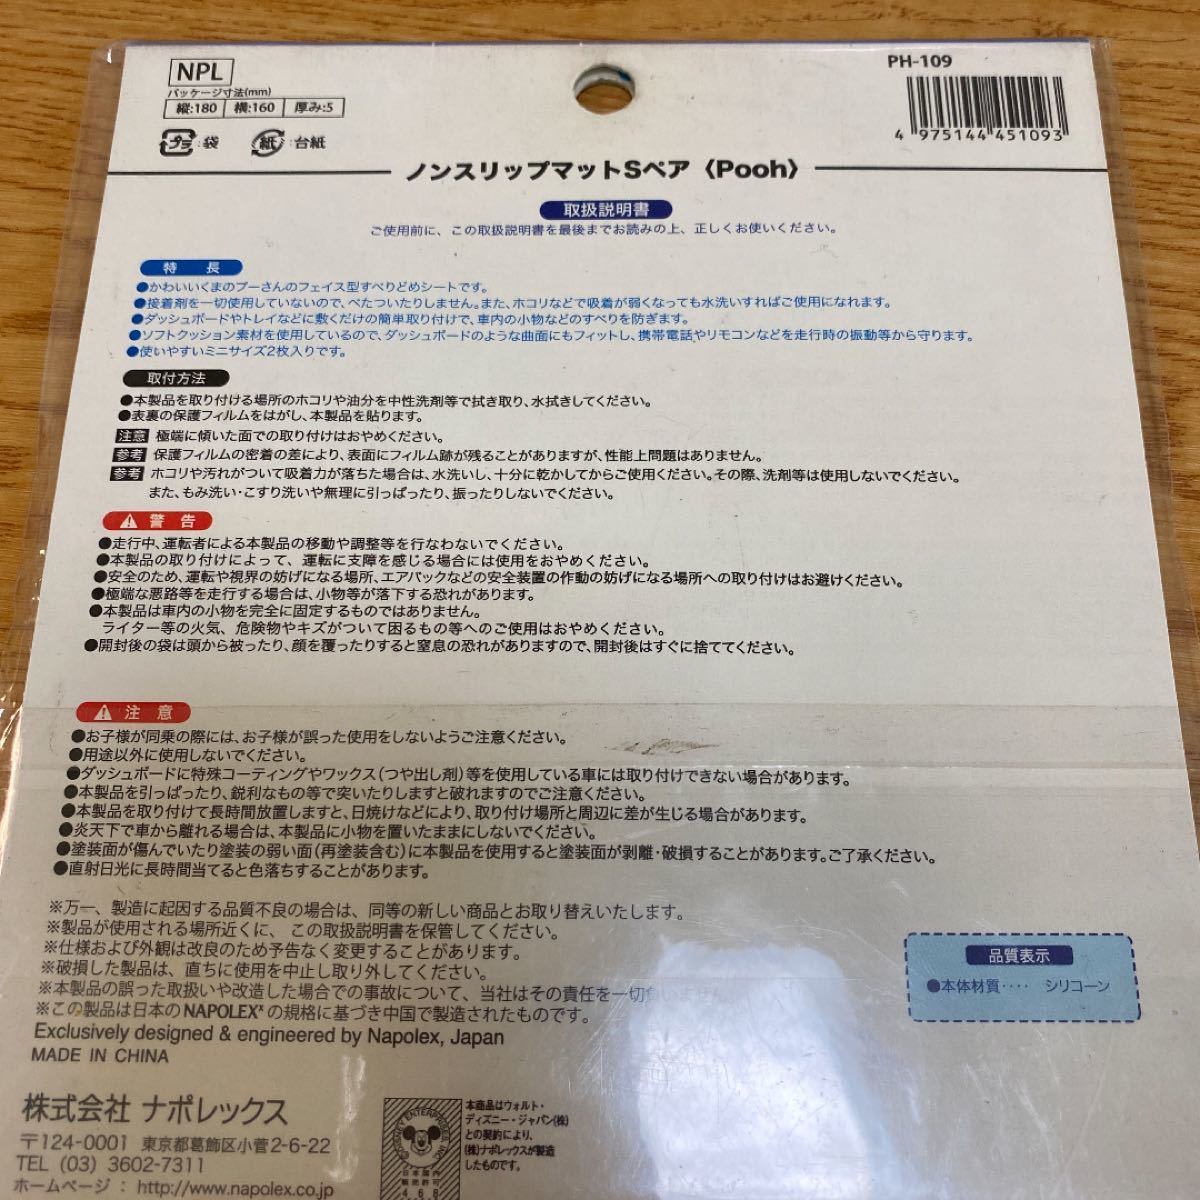 NPL
PH-109
パッケージ寸法(mm)
縦:180 横:160 厚み:5
プラ :袋 紙 :台紙
4 975144 451093
ノンスリップマットSペア〈Pooh〉
取扱説明書
ご使用前に、この取扱説明書を最後までお読みの上、正しくお使いください。
特 長
●かわいいくまのプーさんのフェイス型すべりどめシートです。
●接着剤を一切使用していないので、べたついたりしません。また、ホコリなどで吸着が弱くなっても水洗いすればご使用になれます。
●ダッシュボードやトレイなどに敷くだけの簡単取り付けで、車内の小物などのすべりを防ぎます。
●ソフトクッション素材を使用しているので、ダッシュボードのような曲面にもフィットし、携帯電話やリモコンなどを走行時の振動等から守ります。
●使いやすいミニサイズ2枚入りです。
取付方法
●本製品を取り付ける場所のホコリや油分を中性洗剤等で拭き取り、水拭きしてください。
●表裏の保護フィルムをはがし、本製品を貼ります。
注意 極端に傾いた面での取り付けはおやめください。
参考 保護フィルムの密着の差により、表面にフィルム跡が残ることがありますが、性能上問題はありません。
参考 ホコリや汚れがついて吸着力が落ちた場合は、水洗いし、十分に乾かしてからご使用ください。その際、洗剤等は使用しないでください。
また、もみ洗い・こすり洗いや無理に引っぱったり、振ったりしないでください。
警 告
●走行中、運転者による本製品の移動や調整等を行なわないでください。
●本製品の取り付けによって、運転に支障を感じる場合には使用をおやめください。
●安全のため、運転や視界の妨げになる場所、エアバックなどの安全装置の作動の妨げになる場所への取り付けはお避けください。
●極端な悪路等を走行する場合は、小物等が落下する恐れがあります。
●本製品は車内の小物を完全に固定するものではありません。
ライター等の火気、危険物やキズがついて困るもの等へのご使用はおやめください。
●開封後の袋は頭から被ったり、顔を覆ったりすると窒息の恐れがありますので、開封後はすぐに捨ててください。
注 意
●お子様が同乗の際には、お子様が誤った使用をしないようご注意ください。
●用途以外に使用しないでください。
●ダッシュボードに特殊コーティングやワックス(つや出し剤)等を使用している車には取り付けできない場合があります。
●本製品を引っぱったり、鋭利なもの等で突いたりしますと破れますのでご注意ください。
●本製品を取り付けて長時間放置しますと、日焼けなどにより、取り付け場所と周辺に差が生じる場合があります。
●炎天下で車から離れる場合は、本製品に小物を置いたままにしないでください。
●塗装面が傷んでいたり塗装の弱い面(再塗装含む)に本製品を使用すると塗装面が剥離・破損することがあります。ご了承ください。
●直射日光に長時間当てると色落ちすることがあります。
※万一、製造に起因する品質不良の場合は、同等の新しい商品とお取り替えいたします。
※製品が使用される場所近くに、この取扱説明書を保管してください。
※仕様および外観は改良のため予告なく変更することがあります。
※破損した製品は、直ちに使用を中止し取り外してください。
※本製品の誤った取扱いや改造した場合での事故について、当社はその責任を一切負いません
※この製品は日本のNAPOLEXの規格に基づき中国で製造されたものです。
Exclusively designed & engineered by Napolex, Japan
MADE IN CHINA
品質表示
●本体材質‥‥ シリコーン
株式会社 ナポレックス
〒124-0001 東京都葛飾区小菅2-6-22
TEL (03) 3602-7311
ホームページ : http://www.napolex.co.jp
DISNEY ENTERPRISES INC.
日本国内
販売許可
本商品はウォルト・
ディズニー・ジャパン(株)
との契約により、
(株)ナポレックスが製造
したものです。